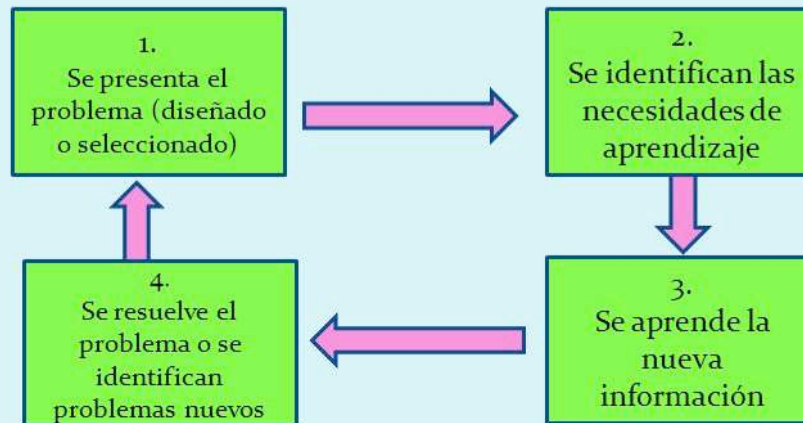 1.
Se presenta el
problema (diseñado
o seleccionado)
2.
Se identifican las
necesidades de
aprendizaje
3.
Se aprende la
nueva
información
4.
Se resuelve el
problema o se
identifican
problemas nuevos